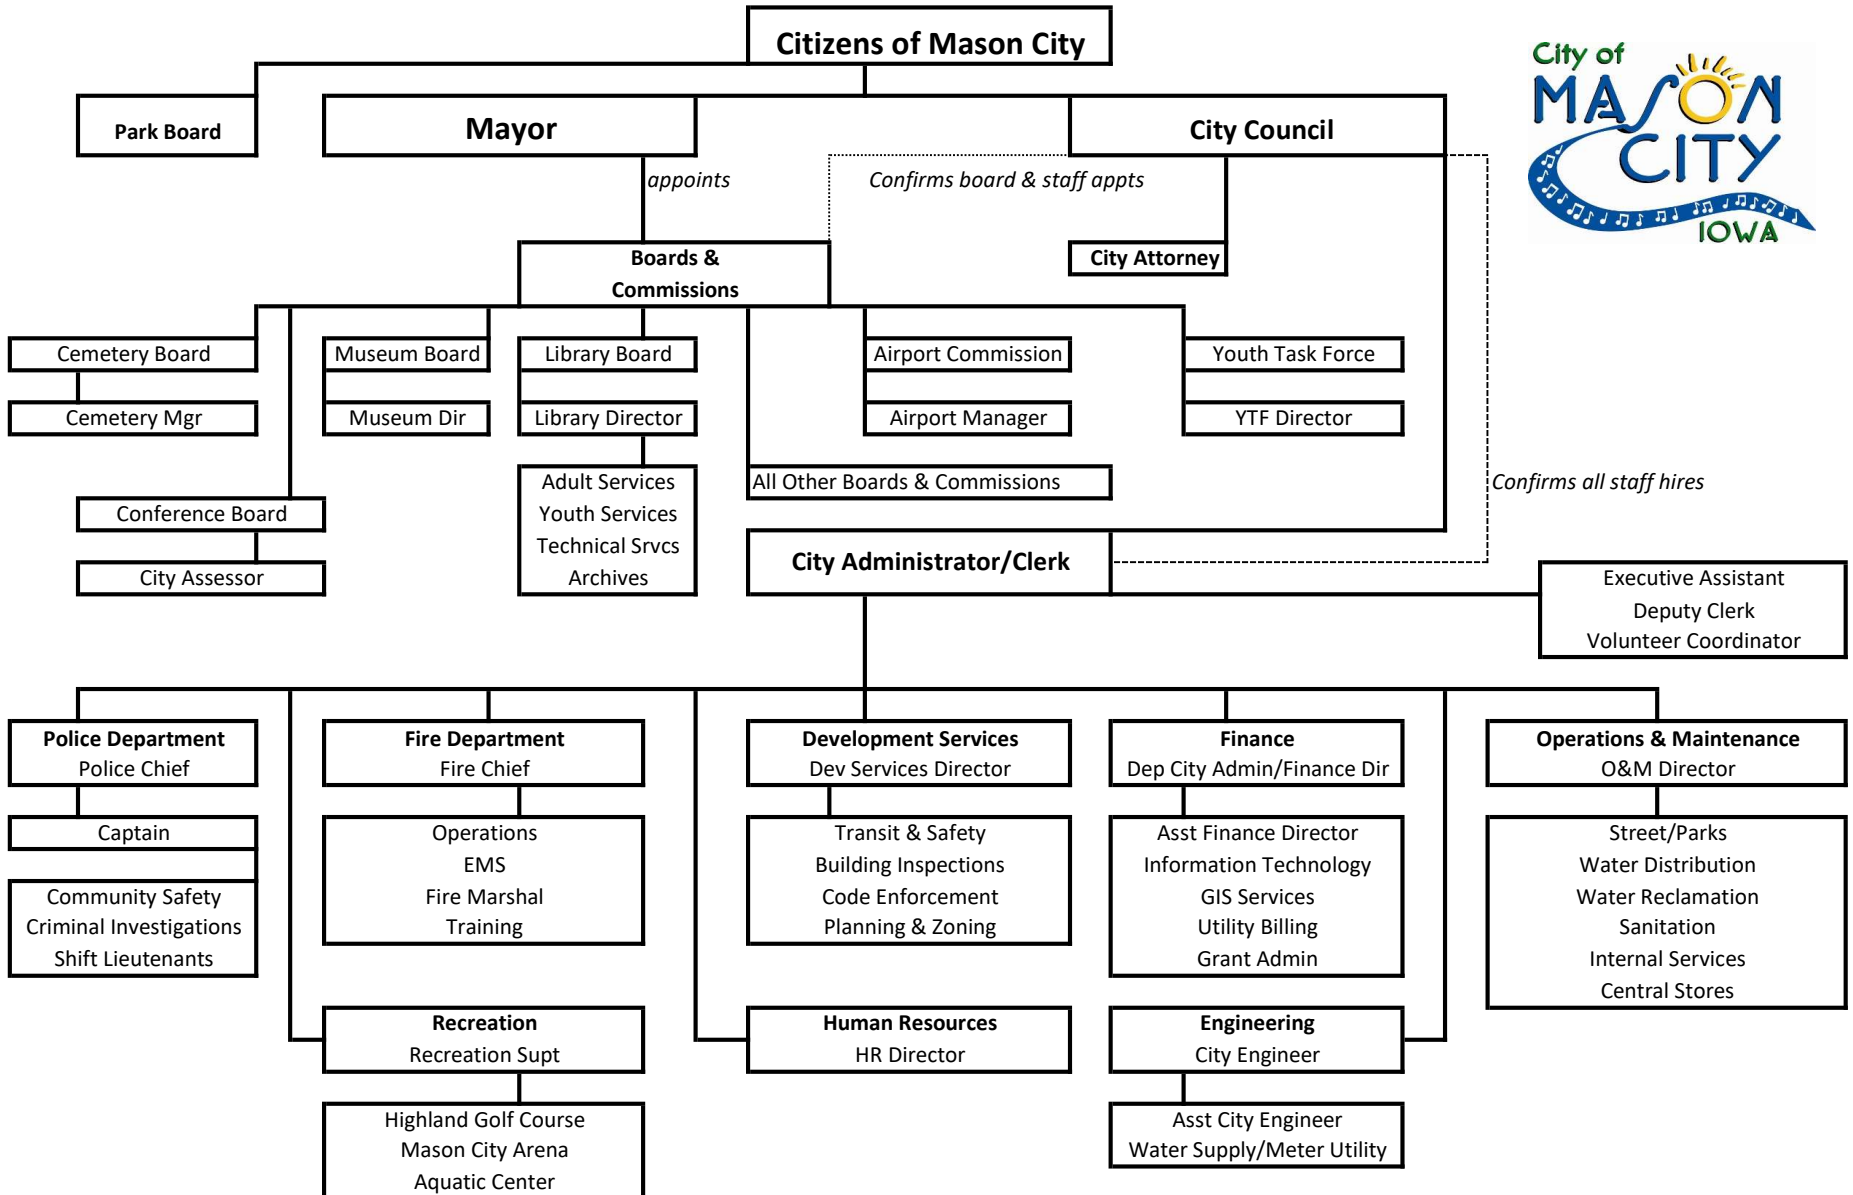 Citizens of Mason City
City of
MASON
CITY
IOWA
Park Board
Mayor
City Council
appoints
Confirms board & staff appts
Boards &
Commissions
City Attorney
Cemetery Board
Museum Board
Library Board
Airport Commission
Youth Task Force
Cemetery Mgr
Museum Dir
Library Director
Airport Manager
YTF Director
Adult Services
Youth Services
Technical Srvcs
Archives
All Other Boards & Commissions
Confirms all staff hires
Conference Board
City Assessor
City Administrator/Clerk
Executive Assistant
Deputy Clerk
Volunteer Coordinator
Police Department
Police Chief
Fire Department
Fire Chief
Development Services
Dev Services Director
Finance
Dep City Admin/Finance Dir
Operations & Maintenance
O&M Director
Captain
Community Safety
Criminal Investigations
Shift Lieutenants
Operations
EMS
Fire Marshal
Training
Transit & Safety
Building Inspections
Code Enforcement
Planning & Zoning
Asst Finance Director
Information Technology
GIS Services
Utility Billing
Grant Admin
Street/Parks
Water Distribution
Water Reclamation
Sanitation
Internal Services
Central Stores
Recreation
Recreation Supt
Human Resources
HR Director
Engineering
City Engineer
Highland Golf Course
Mason City Arena
Aquatic Center
Asst City Engineer
Water Supply/Meter Utility